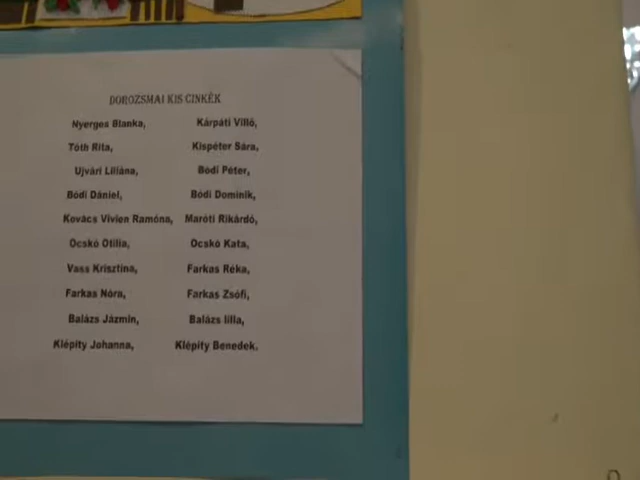 DOROZSMAI KIS CINKÉK
Nyerges Blanka, Kárpáti Villő,
Tóth Rita, Kispéter Sára,
Ujvári Liliána, Bódi Péter,
Bódi Dániel, Bódi Dominik,
Kovács Vivien Ramóna, Maróti Rikárdó,
Ocskó Otília, Ocskó Kata,
Vass Krisztina, Farkas Réka,
Farkas Nóra, Farkas Zsófi,
Balázs Jázmin, Balázs lilla,
Klépity Johanna, Klépity Benedek.